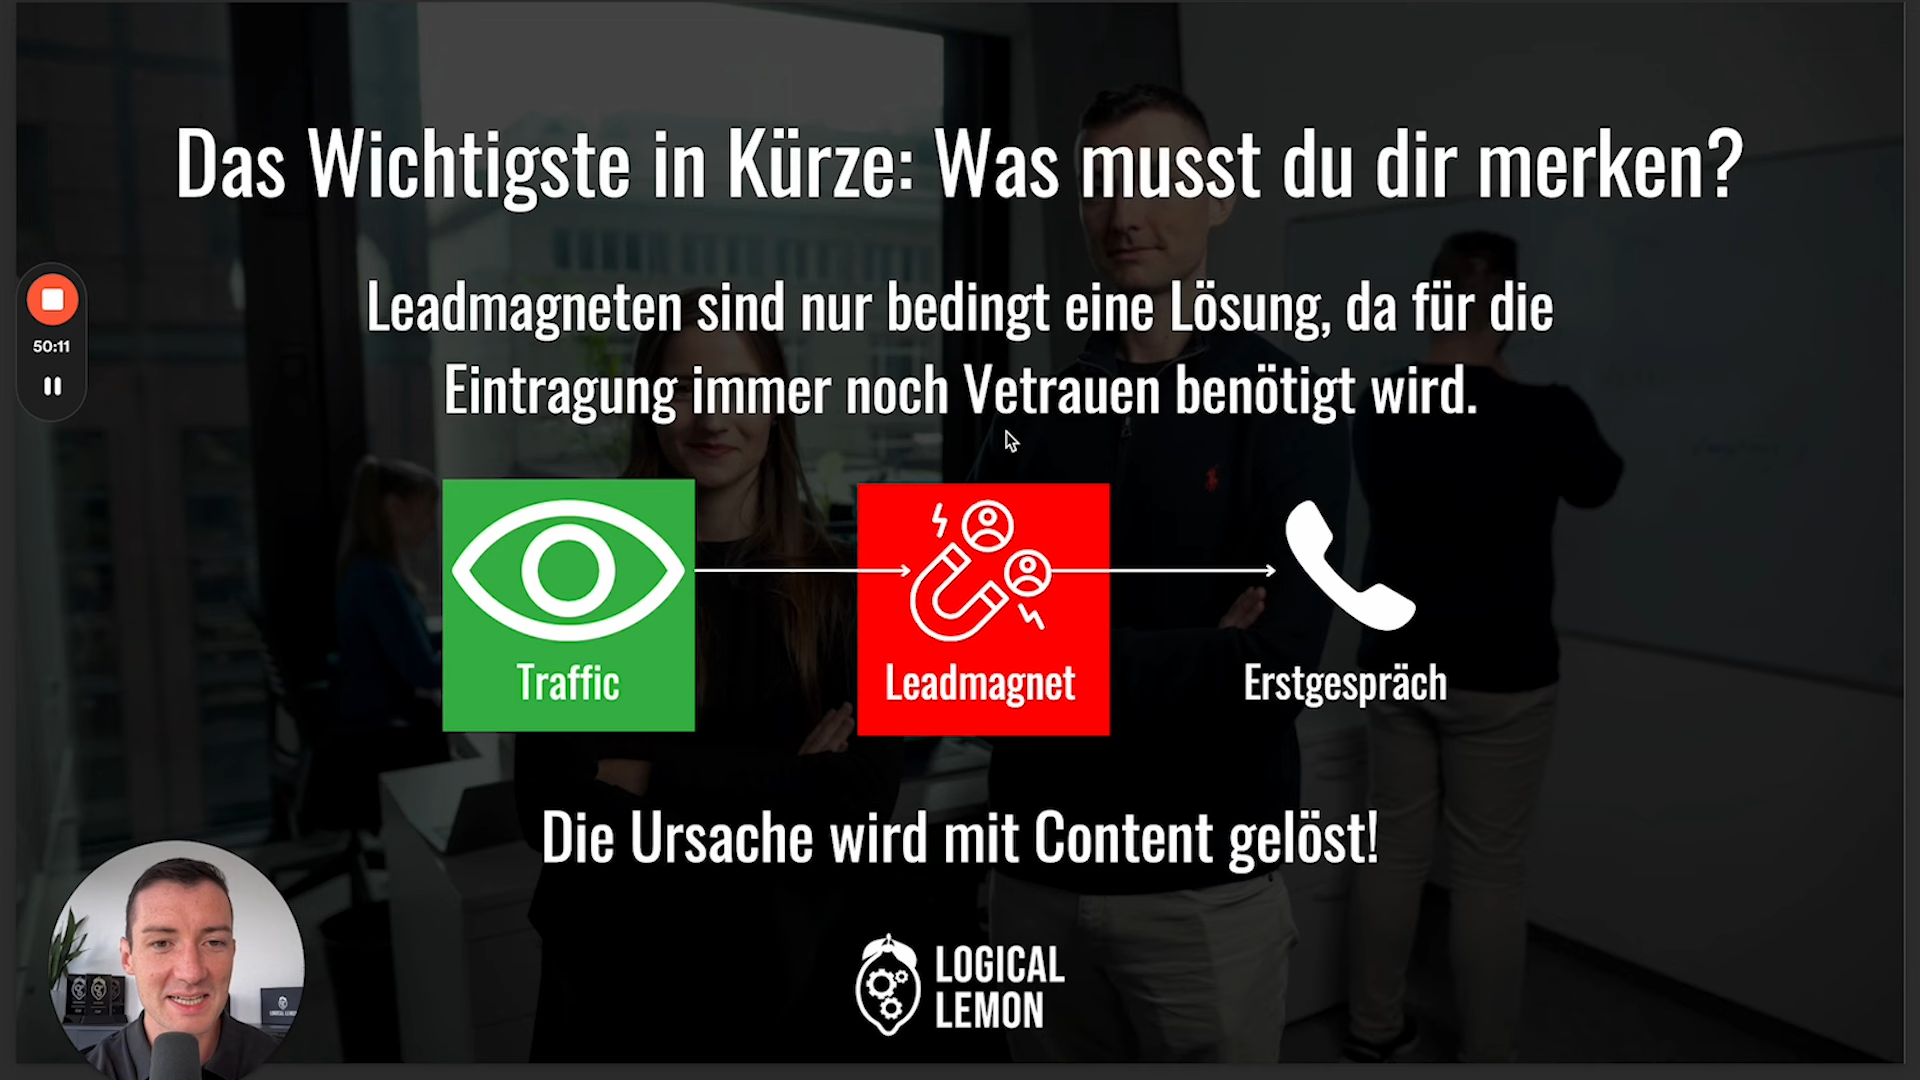 Das Wichtigste in Kürze: Was musst du dir merken?
Leadmagneten sind nur bedingt eine Lösung, da für die
Eintragung immer noch Vetrauen benötigt wird.
50:11
Traffic
Leadmagnet
Erstgespräch
Die Ursache wird mit Content gelöst!
LOGICAL
LEMON